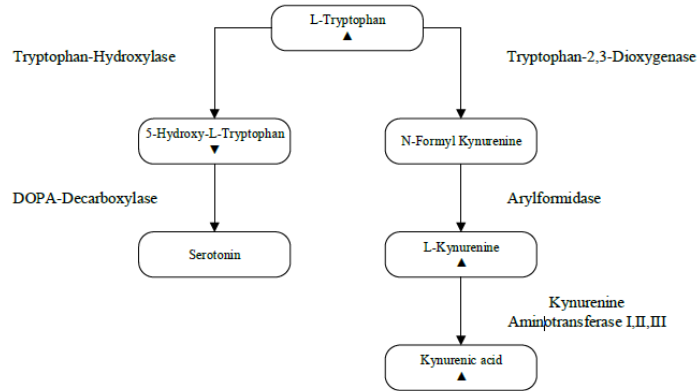 L-Tryptophan
▲
Tryptophan-Hydroxylase
Tryptophan-2,3-Dioxygenase
5-Hydroxy-L-Tryptophan
▼
N-Formyl Kynurenine
DOPA-Decarboxylase
Arylformidase
Serotonin
L-Kynurenine
▲
Kynurenine
Aminotransferase I,II,III
Kynurenic acid
▲